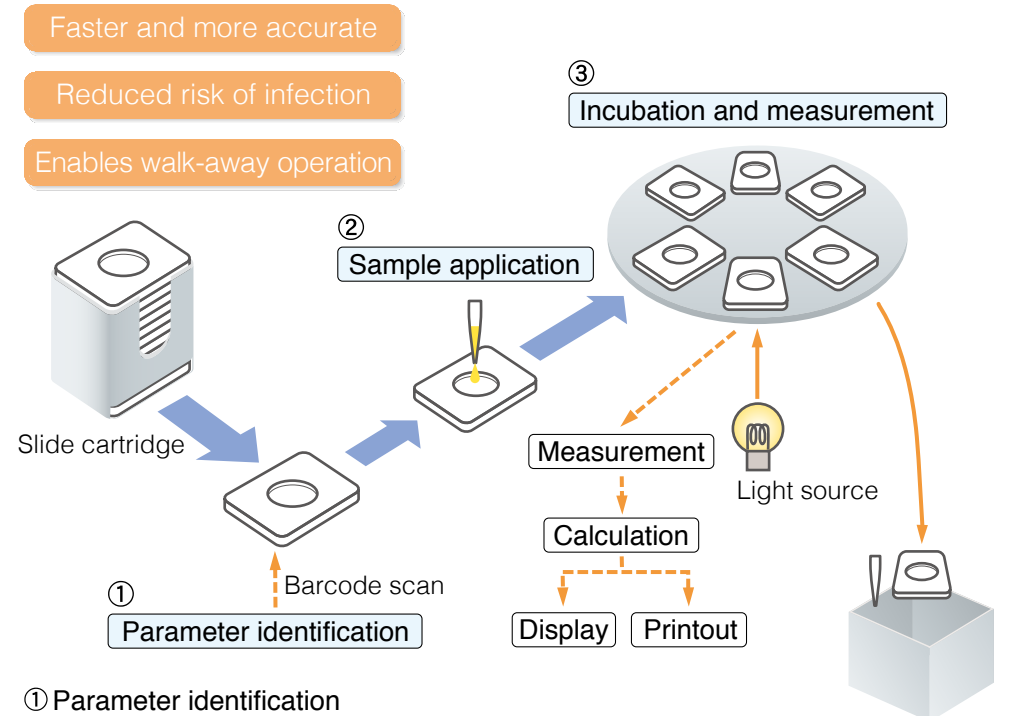 Faster and more accurate
Reduced risk of infection
Enables walk-away operation
③
Incubation and measurement
②
Sample application
Slide cartridge
Measurement
Light source
Calculation
Barcode scan
①
Parameter identification
Display
Printout
① Parameter identification